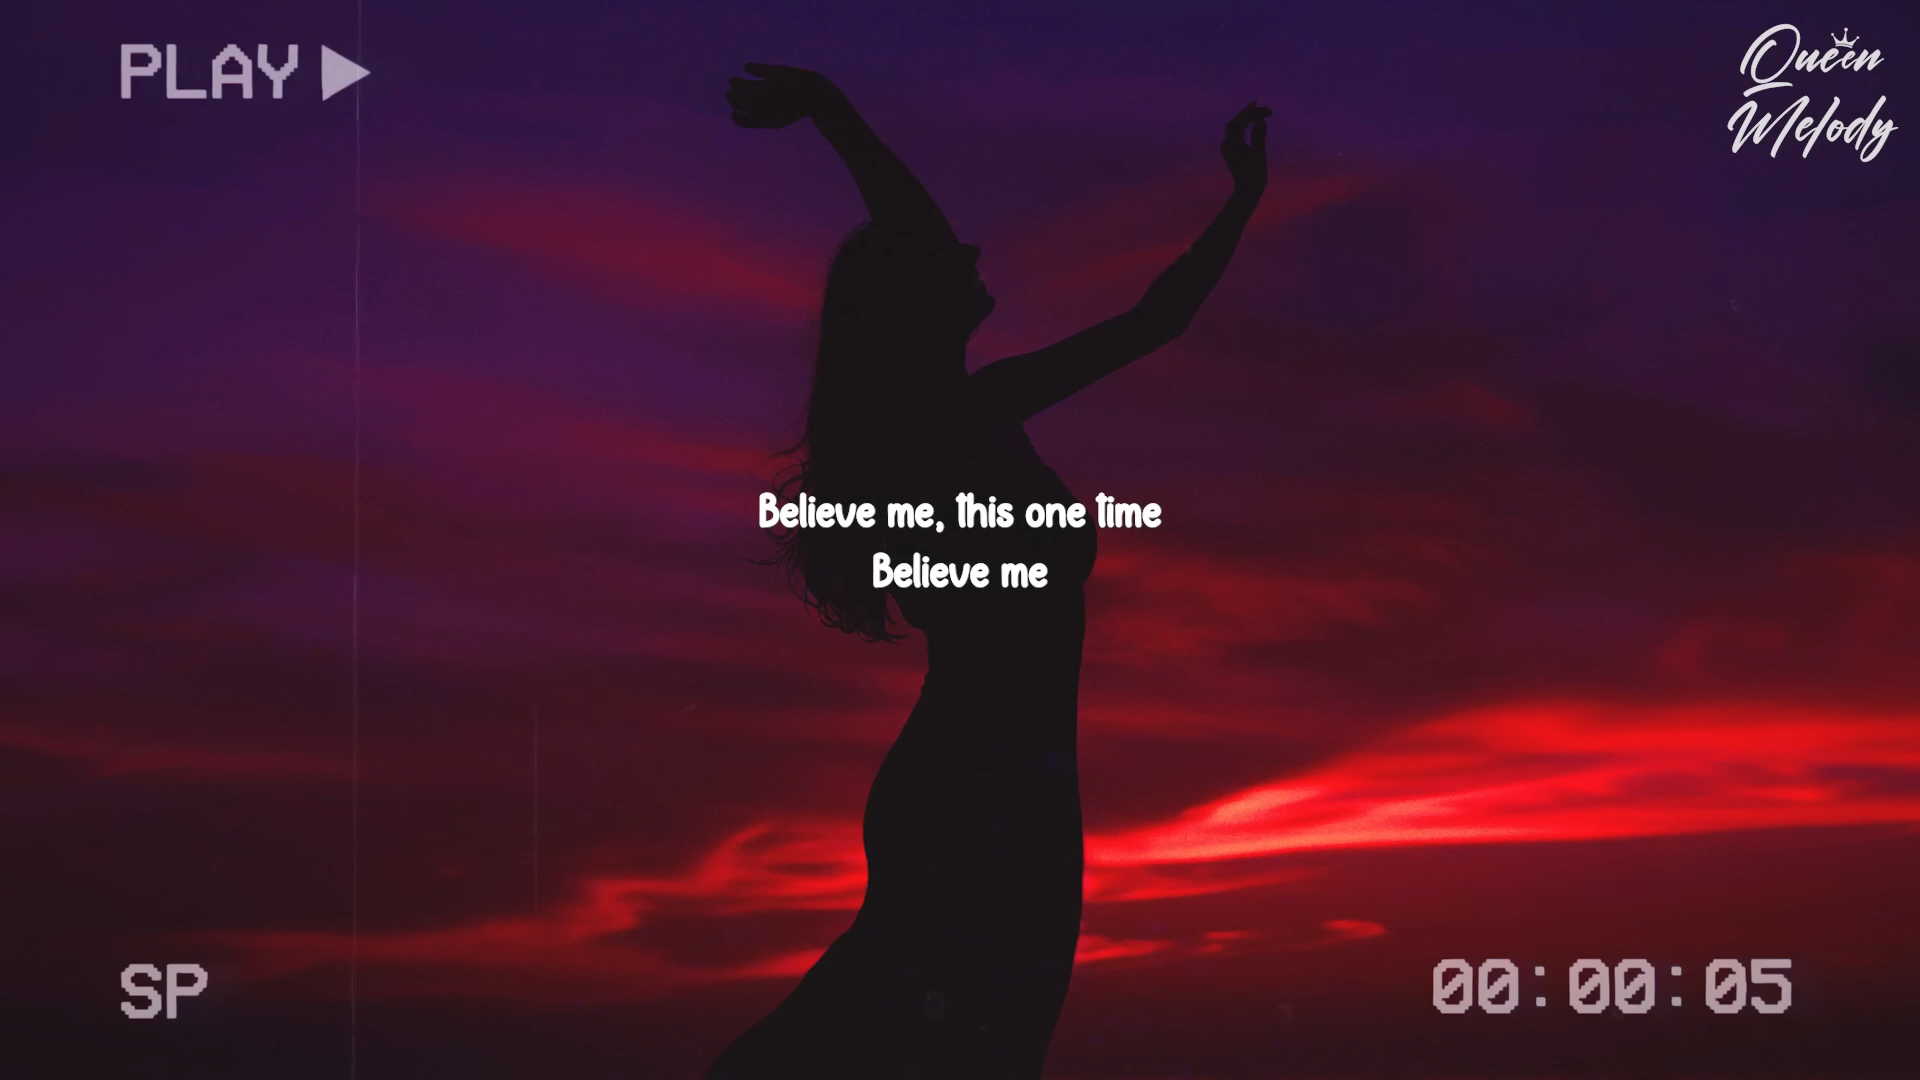 PLAY
Queen
Melody
Believe me, this one time
Believe me
SP
00:00:05